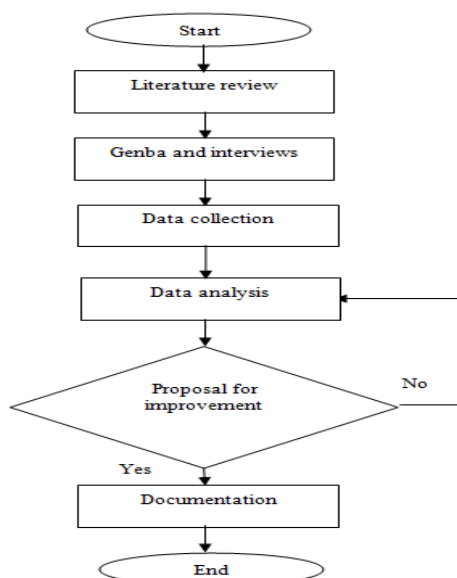 Start
Literature review
Genba and interviews
Data collection
Data analysis
Proposal for
improvement
No
Yes
Documentation
End